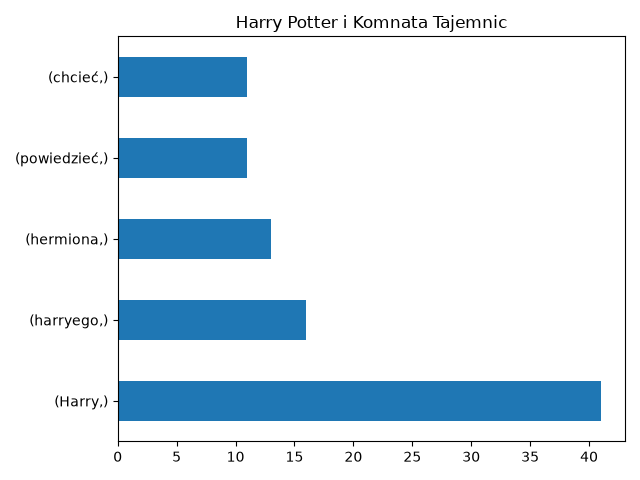 Harry Potter i Komnata Tajemnic
(chcieć,)
(powiedzieć,)
(hermiona,)
(harryego,)
(Harry,)
0 5 10 15 20 25 30 35 40